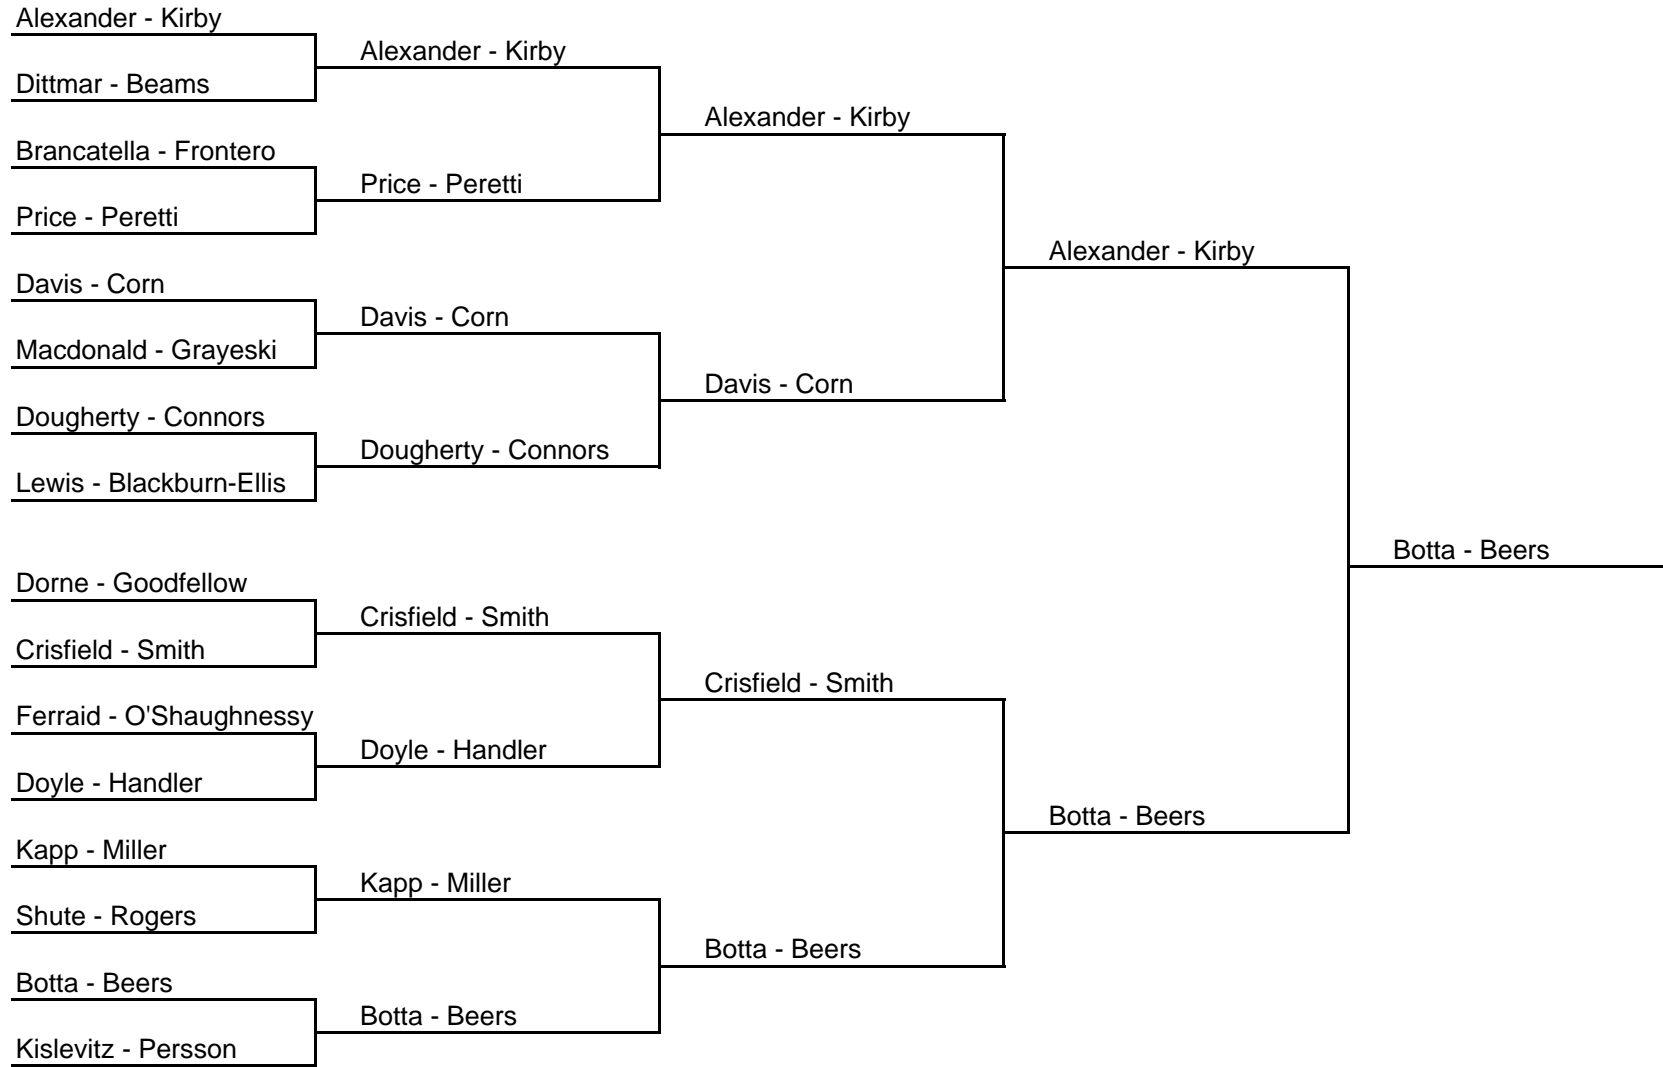 Alexander - Kirby
Dittmar - Beams
Brancatella - Frontero
Price - Peretti
Davis - Corn
Macdonald - Grayeski
Dougherty - Connors
Lewis - Blackburn-Ellis
Dorne - Goodfellow
Crisfield - Smith
Ferraid - O'Shaughnessy
Doyle - Handler
Kapp - Miller
Shute - Rogers
Botta - Beers
Kislevitz - Persson
Alexander - Kirby
Price - Peretti
Davis - Corn
Dougherty - Connors
Crisfield - Smith
Doyle - Handler
Kapp - Miller
Botta - Beers
Alexander - Kirby
Davis - Corn
Crisfield - Smith
Botta - Beers
Alexander - Kirby
Botta - Beers
Botta - Beers